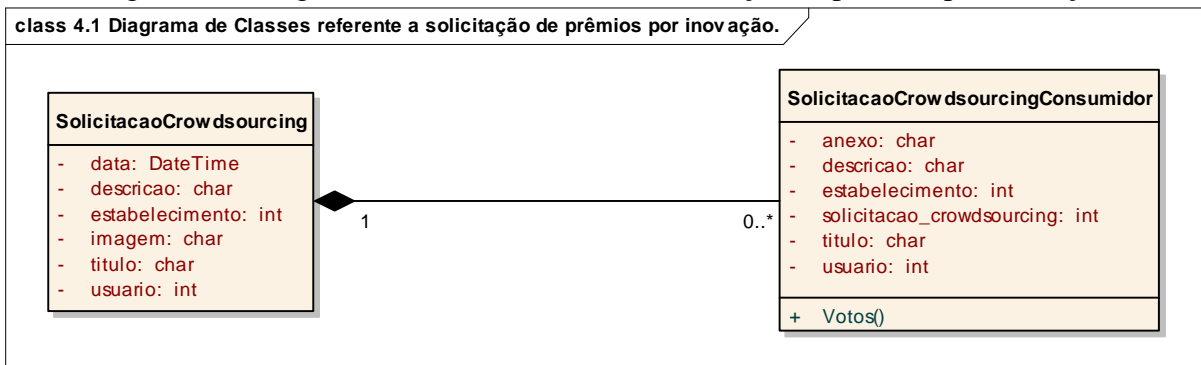 class 4.1 Diagrama de Classes referente a solicitação de prêmios por inovação.
SolicitacaoCrowdsourcing
- data: DateTime
- descricao: char
- estabelecimento: int
- imagem: char
- titulo: char
- usuario: int
1
0..*
SolicitacaoCrowdsourcingConsumidor
- anexo: char
- descricao: char
- estabelecimento: int
- solicitacao_crowdsourcing: int
- titulo: char
- usuario: int
+ Votos()